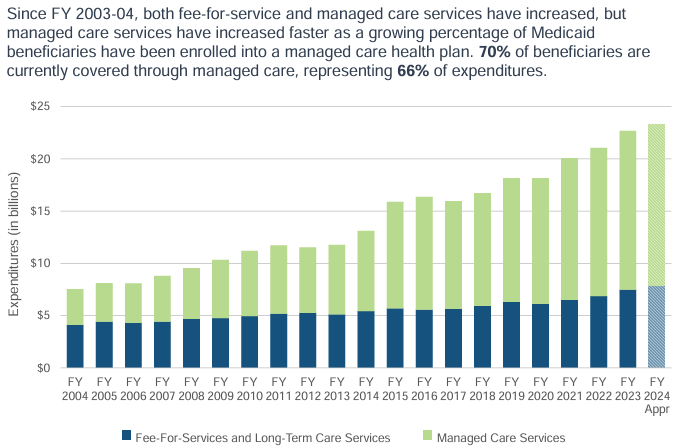 Since FY 2003-04, both fee-for-service and managed care services have increased, but
managed care services have increased faster as a growing percentage of Medicaid
beneficiaries have been enrolled into a managed care health plan. 70% of beneficiaries are
currently covered through managed care, representing 66% of expenditures.
Expenditures (in billions)
$25
$20
$15
$10
$5
$0
FY 2004
FY 2005
FY 2006
FY 2007
FY 2008
FY 2009
FY 2010
FY 2011
FY 2012
FY 2013
FY 2014
FY 2015
FY 2016
FY 2017
FY 2018
FY 2019
FY 2020
FY 2021
FY 2022
FY 2023
FY 2024 Appr
Fee-For-Services and Long-Term Care Services
Managed Care Services